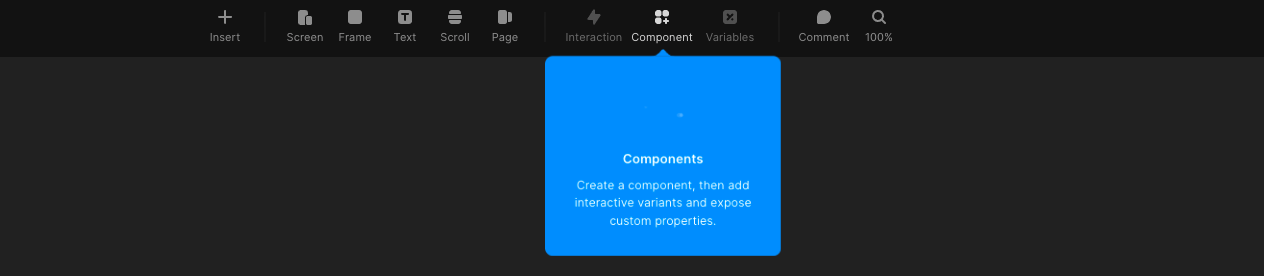 Insert Screen Frame Text Scroll Page Interaction Component Variables Comment 100%
Components
Create a component, then add
interactive variants and expose
custom properties.